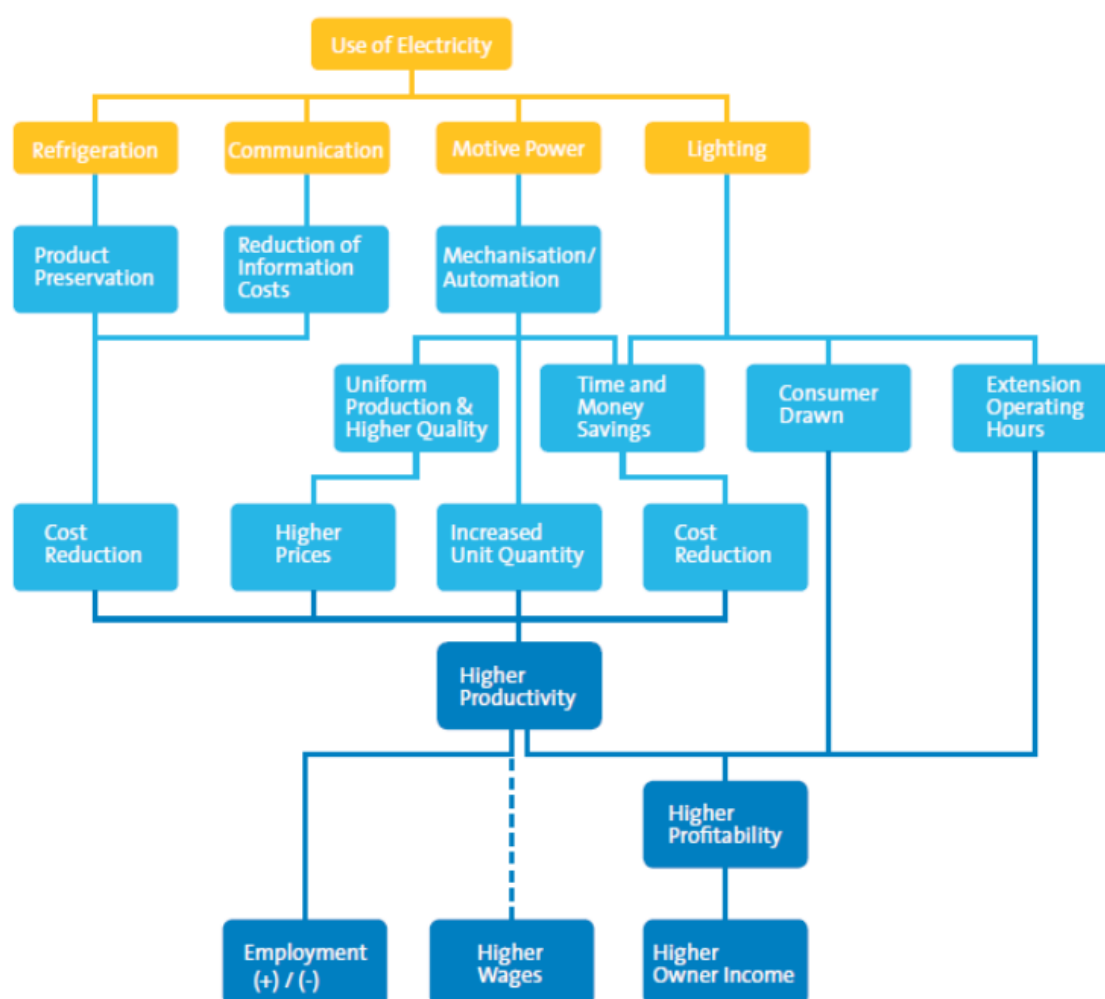 Use of Electricity
Refrigeration
Communication
Motive Power
Lighting
Product
Preservation
Reduction of
Information
Costs
Mechanisation/
Automation
Uniform
Production &
Higher Quality
Time and
Money
Savings
Consumer
Drawn
Extension
Operating
Hours
Cost
Reduction
Higher
Prices
Increased
Unit Quantity
Cost
Reduction
Higher
Productivity
Higher
Profitability
Employment
(+) / (-)
Higher
Wages
Higher
Owner Income